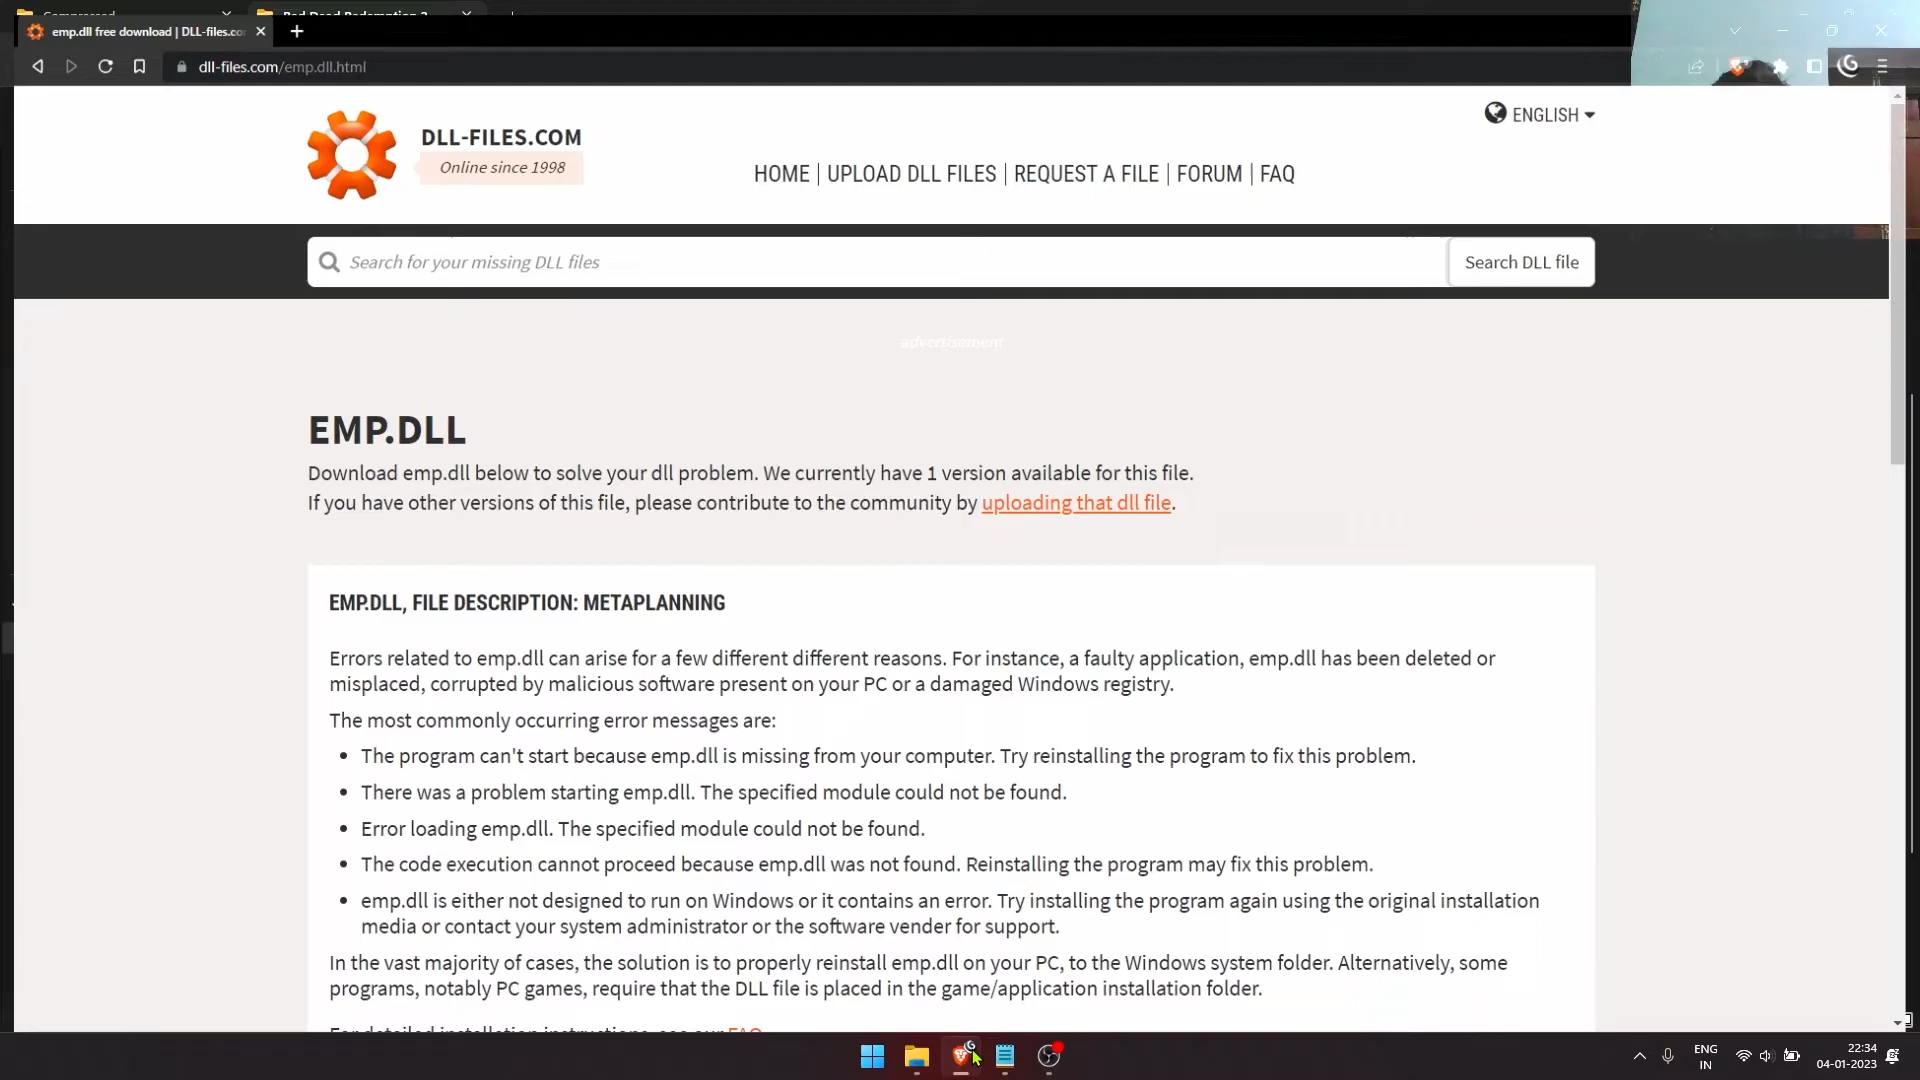 emp.dll free download | DLL-files.co
dll-files.com/emp.dll.html
DLL-FILES.COM
Online since 1998
ENGLISH
HOME | UPLOAD DLL FILES | REQUEST A FILE | FORUM | FAQ
Search for your missing DLL files
Search DLL file
advertisement
EMP.DLL
Download emp.dll below to solve your dll problem. We currently have 1 version available for this file.
If you have other versions of this file, please contribute to the community by uploading that dll file.
EMP.DLL, FILE DESCRIPTION: METAPLANNING
Errors related to emp.dll can arise for a few different different reasons. For instance, a faulty application, emp.dll has been deleted or
misplaced, corrupted by malicious software present on your PC or a damaged Windows registry.
The most commonly occurring error messages are:
• The program can't start because emp.dll is missing from your computer. Try reinstalling the program to fix this problem.
• There was a problem starting emp.dll. The specified module could not be found.
• Error loading emp.dll. The specified module could not be found.
• The code execution cannot proceed because emp.dll was not found. Reinstalling the program may fix this problem.
• emp.dll is either not designed to run on Windows or it contains an error. Try installing the program again using the original installation
media or contact your system administrator or the software vender for support.
In the vast majority of cases, the solution is to properly reinstall emp.dll on your PC, to the Windows system folder. Alternatively, some
programs, notably PC games, require that the DLL file is placed in the game/application installation folder.
For detailed installation instructions, see our FAQ
ENG
IN
22:34
04-01-2023